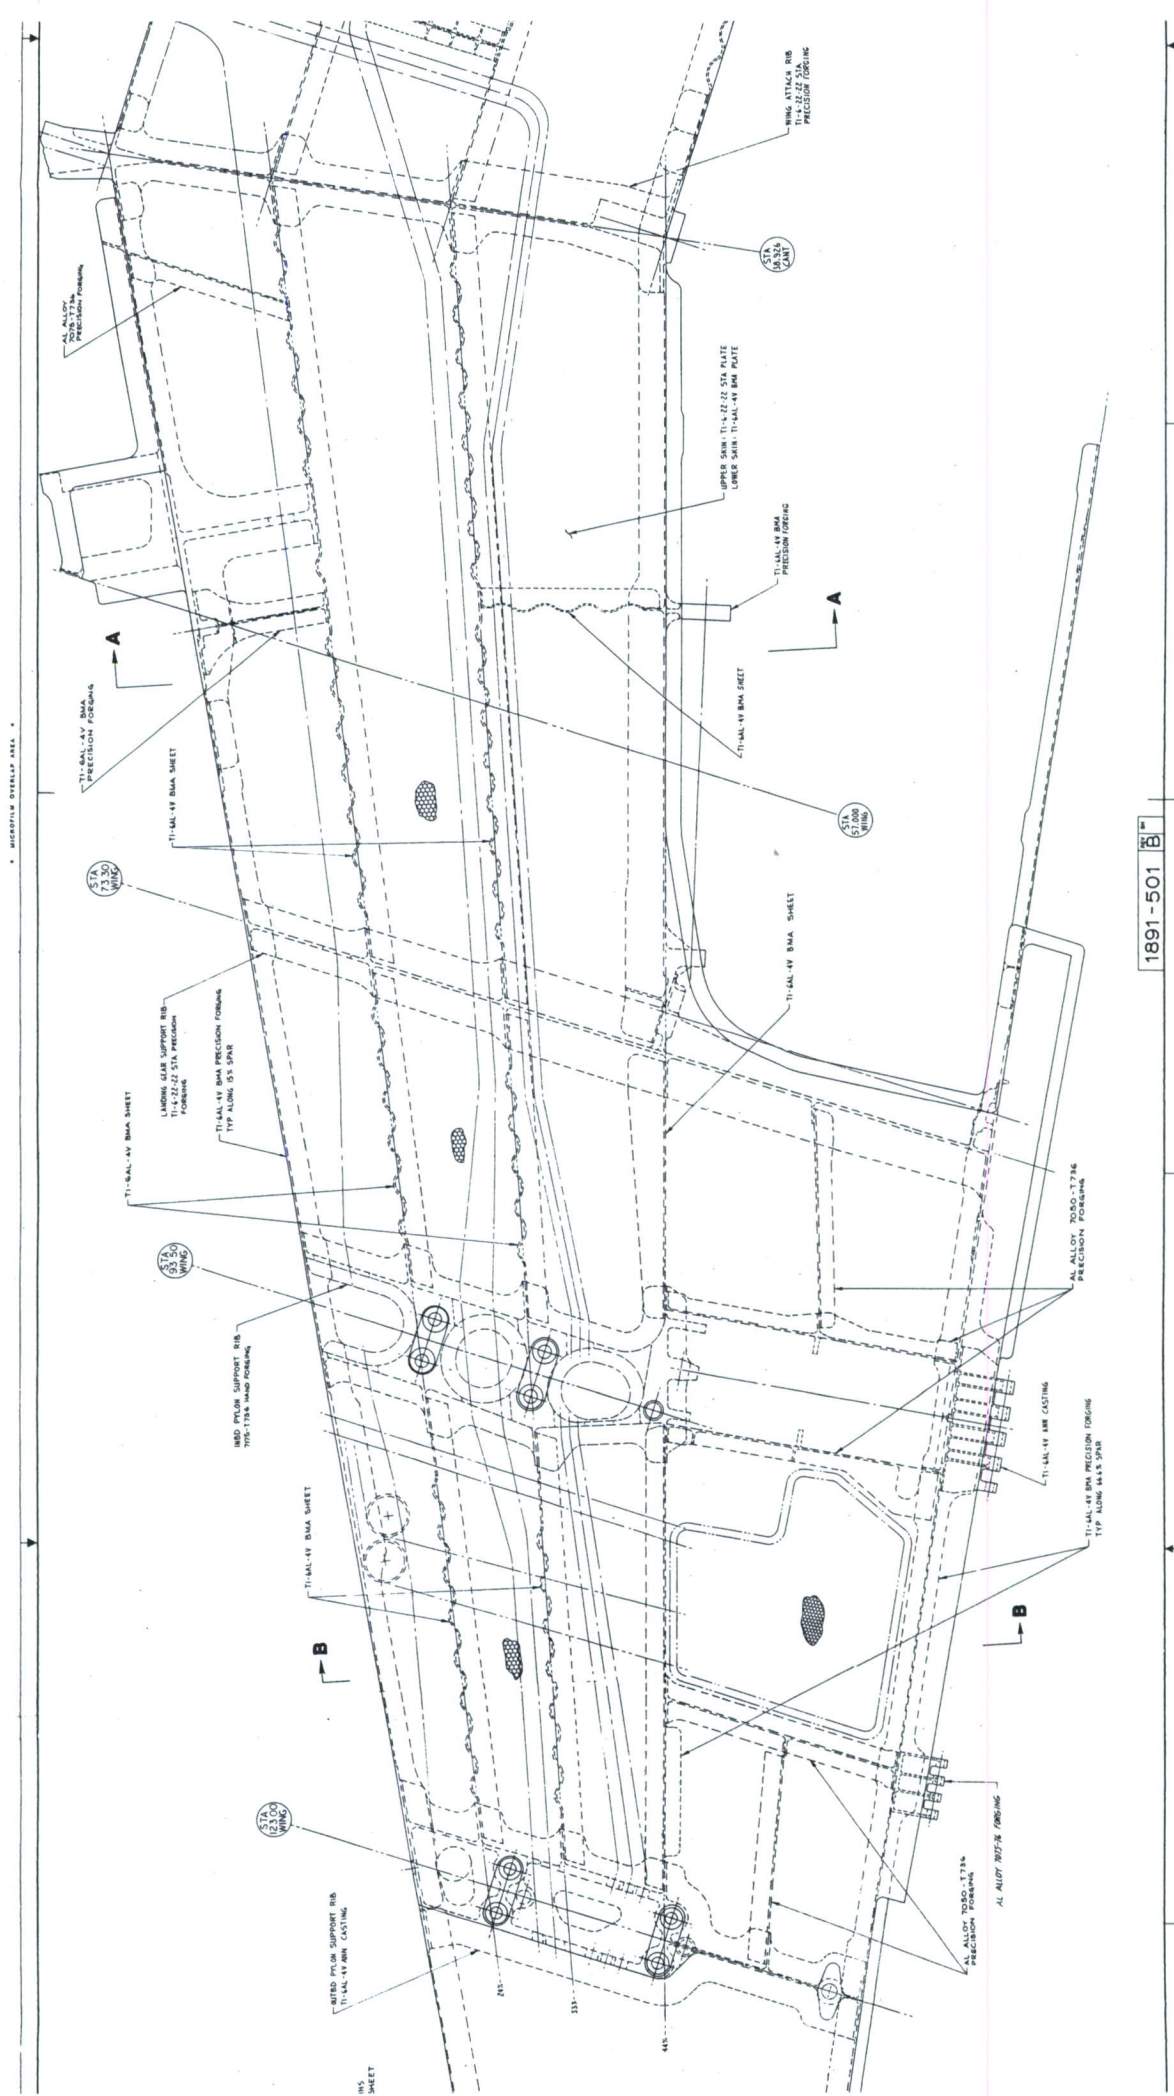 * MICROFILM OVERLAP AREA *
AL ALLOY
7075-T736
PRECISION FORGING
WING ATTACH RIB
TI-6-22-22 STA
PRECISION FORGING
STA
38.926
CANT
UPPER SKIN: TI-6-22-22 STA PLATE
LOWER SKIN: TI-6AL-4V BMA PLATE
TI-6AL-4V BMA
PRECISION FORGING
A
A
TI-6AL-4V BMA
PRECISION FORGING
TI-6AL-4V BMA SHEET
TI-6AL-4V BMA SHEET
STA
57.000
WING
STA
73.30
WING
LANDING GEAR SUPPORT RIB
TI-6-22-22 STA PRECISION
FORGING
TI-6AL-4V BMA SHEET
TI-6AL-4V BMA PRECISION FORGING
TYP ALONG 15% SPAR
TI-6AL-4V BMA SHEET
STA
93.50
WING
INBD PYLON SUPPORT RIB
7175-T736 HAND FORGING
AL ALLOY 7050-T736
PRECISION FORGING
TI-6AL-4V ANN CASTING
TI-6AL-4V BMA PRECISION FORGING
TYP ALONG 66.6% SPAR
TI-6AL-4V BMA SHEET
B
B
STA
123.00
WING
OUTBD PYLON SUPPORT RIB
TI-6AL-4V ANN CASTING
AL ALLOY 7075-T6 FORGING
AL ALLOY 7050-T736
PRECISION FORGING
33%
44%
SHEET
1891-501 B